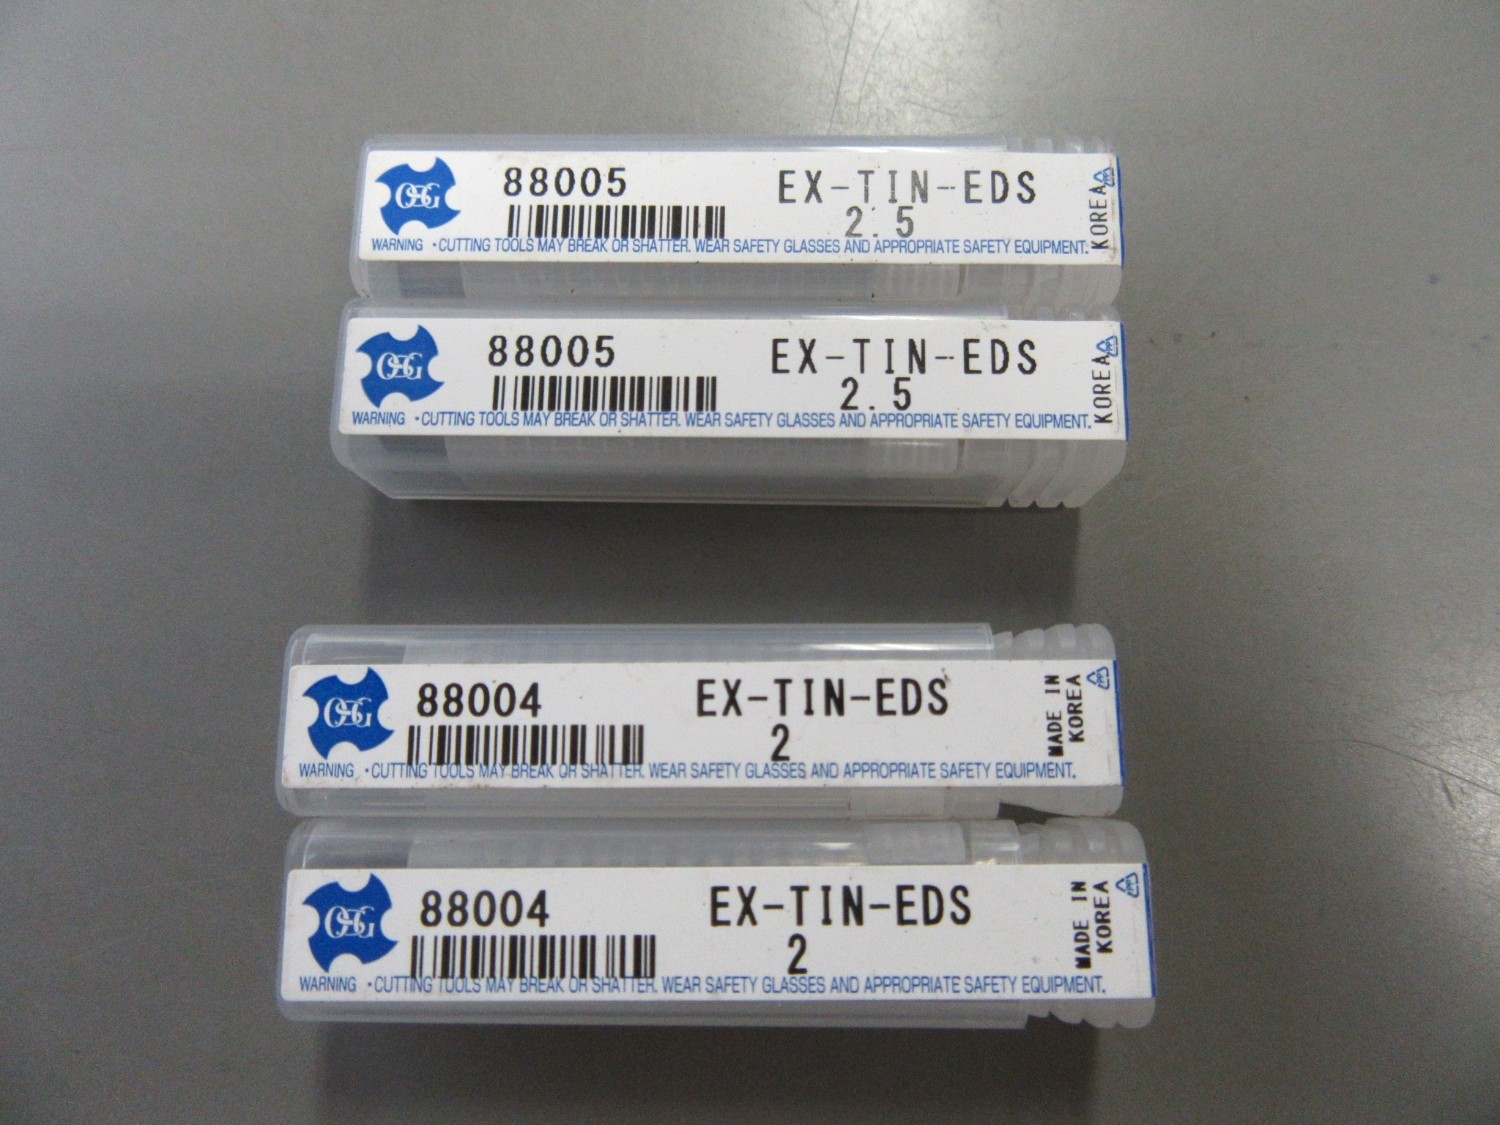 OSG 88005 EX-TIN-EDS
2.5
KOREA
WARNING ・CUTTING TOOLS MAY BREAK OR SHATTER. WEAR SAFETY GLASSES AND APPROPRIATE SAFETY EQUIPMENT.
OSG 88005 EX-TIN-EDS
2.5
KOREA
WARNING ・CUTTING TOOLS MAY BREAK OR SHATTER. WEAR SAFETY GLASSES AND APPROPRIATE SAFETY EQUIPMENT.
OSG 88004 EX-TIN-EDS
2
MADE IN
KOREA
WARNING ・CUTTING TOOLS MAY BREAK OR SHATTER. WEAR SAFETY GLASSES AND APPROPRIATE SAFETY EQUIPMENT.
OSG 88004 EX-TIN-EDS
2
MADE IN
KOREA
WARNING ・CUTTING TOOLS MAY BREAK OR SHATTER. WEAR SAFETY GLASSES AND APPROPRIATE SAFETY EQUIPMENT.